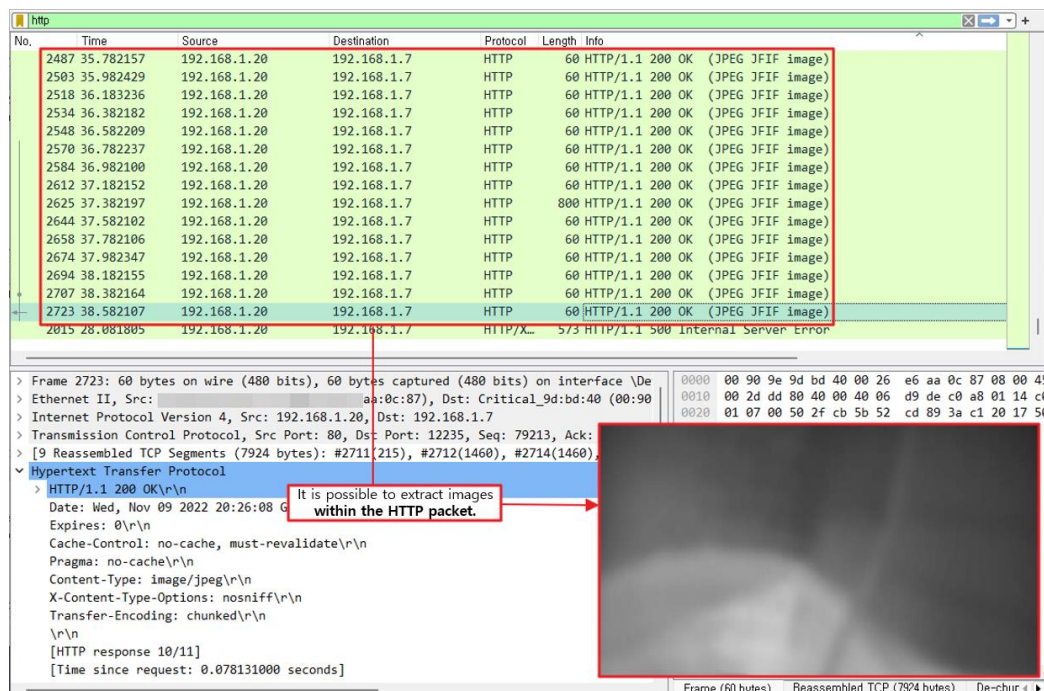 http
No. Time Source Destination Protocol Length Info
2487 35.782157 192.168.1.20 192.168.1.7 HTTP 60 HTTP/1.1 200 OK (JPEG JFIF image)
2503 35.982429 192.168.1.20 192.168.1.7 HTTP 60 HTTP/1.1 200 OK (JPEG JFIF image)
2518 36.183236 192.168.1.20 192.168.1.7 HTTP 60 HTTP/1.1 200 OK (JPEG JFIF image)
2534 36.382182 192.168.1.20 192.168.1.7 HTTP 60 HTTP/1.1 200 OK (JPEG JFIF image)
2548 36.582209 192.168.1.20 192.168.1.7 HTTP 60 HTTP/1.1 200 OK (JPEG JFIF image)
2570 36.782237 192.168.1.20 192.168.1.7 HTTP 60 HTTP/1.1 200 OK (JPEG JFIF image)
2584 36.982100 192.168.1.20 192.168.1.7 HTTP 60 HTTP/1.1 200 OK (JPEG JFIF image)
2612 37.182152 192.168.1.20 192.168.1.7 HTTP 60 HTTP/1.1 200 OK (JPEG JFIF image)
2625 37.382197 192.168.1.20 192.168.1.7 HTTP 800 HTTP/1.1 200 OK (JPEG JFIF image)
2644 37.582102 192.168.1.20 192.168.1.7 HTTP 60 HTTP/1.1 200 OK (JPEG JFIF image)
2658 37.782106 192.168.1.20 192.168.1.7 HTTP 60 HTTP/1.1 200 OK (JPEG JFIF image)
2674 37.982347 192.168.1.20 192.168.1.7 HTTP 60 HTTP/1.1 200 OK (JPEG JFIF image)
2694 38.182155 192.168.1.20 192.168.1.7 HTTP 60 HTTP/1.1 200 OK (JPEG JFIF image)
2707 38.382164 192.168.1.20 192.168.1.7 HTTP 60 HTTP/1.1 200 OK (JPEG JFIF image)
2723 38.582107 192.168.1.20 192.168.1.7 HTTP 60 HTTP/1.1 200 OK (JPEG JFIF image)
2015 28.081805 192.168.1.20 192.168.1.7 HTTP/X… 573 HTTP/1.1 500 Internal Server Error
> Frame 2723: 60 bytes on wire (480 bits), 60 bytes captured (480 bits) on interface \De
> Ethernet II, Src: aa:0c:87), Dst: Critical_9d:bd:40 (00:90
> Internet Protocol Version 4, Src: 192.168.1.20, Dst: 192.168.1.7
> Transmission Control Protocol, Src Port: 80, Dst Port: 12235, Seq: 79213, Ack:
> [9 Reassembled TCP Segments (7924 bytes): #2711(215), #2712(1460), #2714(1460),
Hypertext Transfer Protocol
> HTTP/1.1 200 OK\r\n
Date: Wed, Nov 09 2022 20:26:08 G
Expires: 0\r\n
Cache-Control: no-cache, must-revalidate\r\n
Pragma: no-cache\r\n
Content-Type: image/jpeg\r\n
X-Content-Type-Options: nosniff\r\n
Transfer-Encoding: chunked\r\n
\r\n
[HTTP response 10/11]
[Time since request: 0.078131000 seconds]
It is possible to extract images
within the HTTP packet.
0000 00 90 9e 9d bd 40 00 26 e6 aa 0c 87 08 00 45
0010 00 2d dd 80 40 00 40 06 d9 de c0 a8 01 14 c0
0020 01 07 00 50 2f cb 5b 52 cd 89 3a c1 20 17 50
Frame (60 bytes) Reassembled TCP (7924 bytes) De-chur